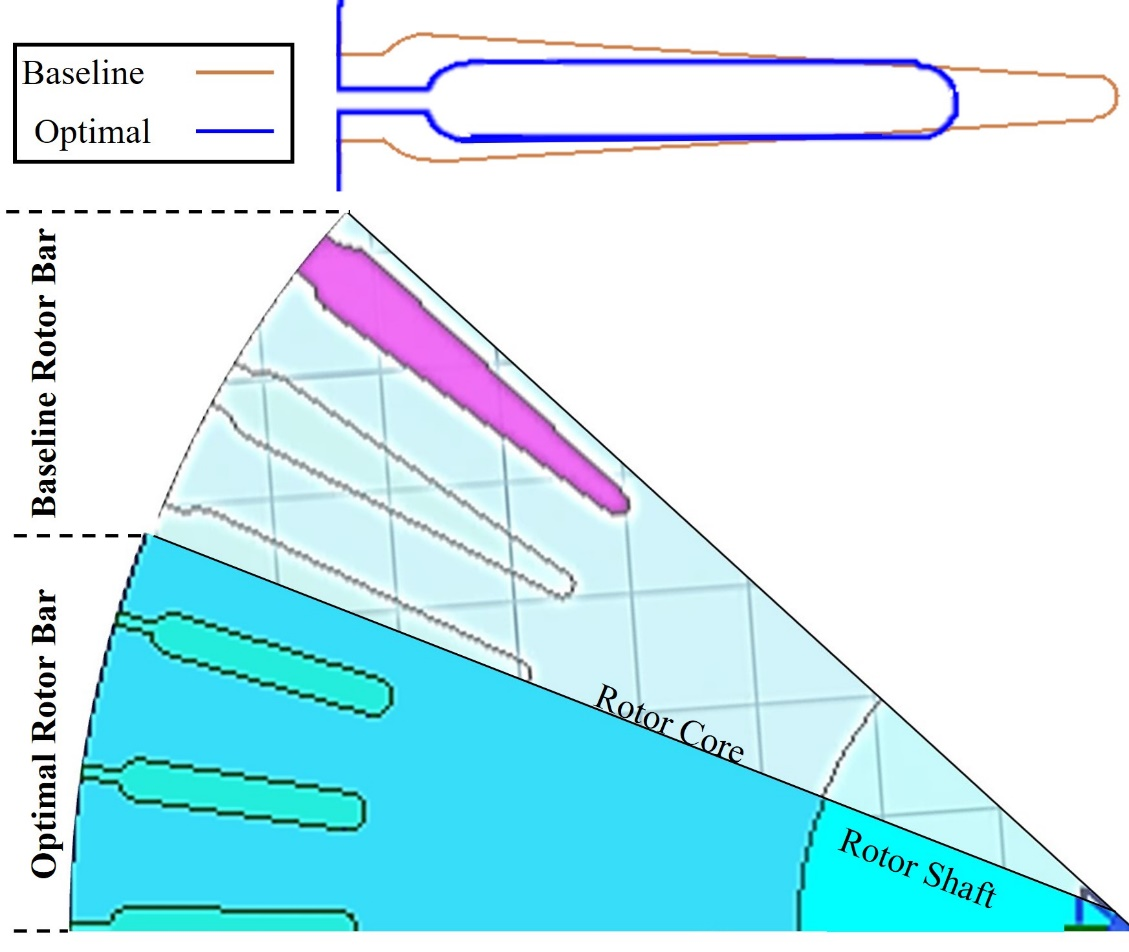 Baseline
Optimal
Baseline Rotor Bar
Optimal Rotor Bar
Rotor Core
Rotor Shaft